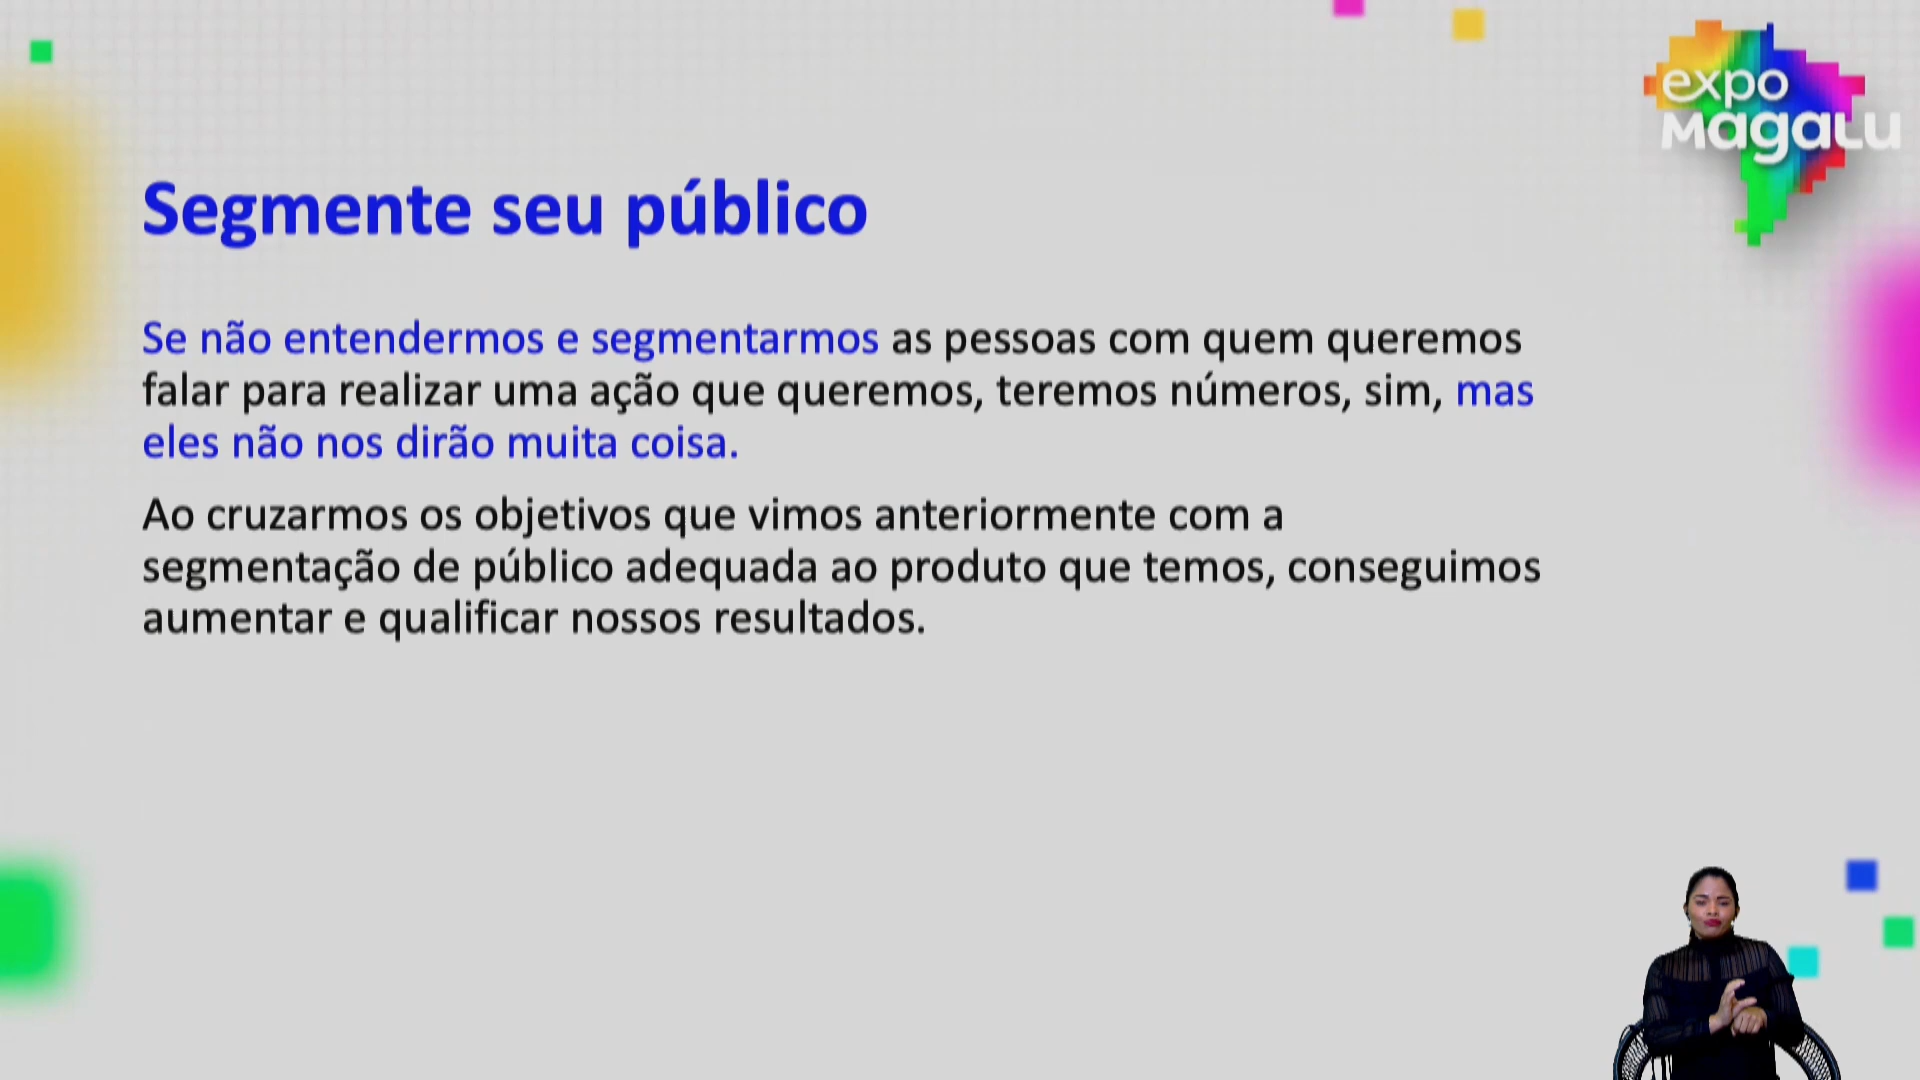 expo
Magalu
Segmente seu público
Se não entendermos e segmentarmos as pessoas com quem queremos
falar para realizar uma ação que queremos, teremos números, sim, mas
eles não nos dirão muita coisa.
Ao cruzarmos os objetivos que vimos anteriormente com a
segmentação de público adequada ao produto que temos, conseguimos
aumentar e qualificar nossos resultados.